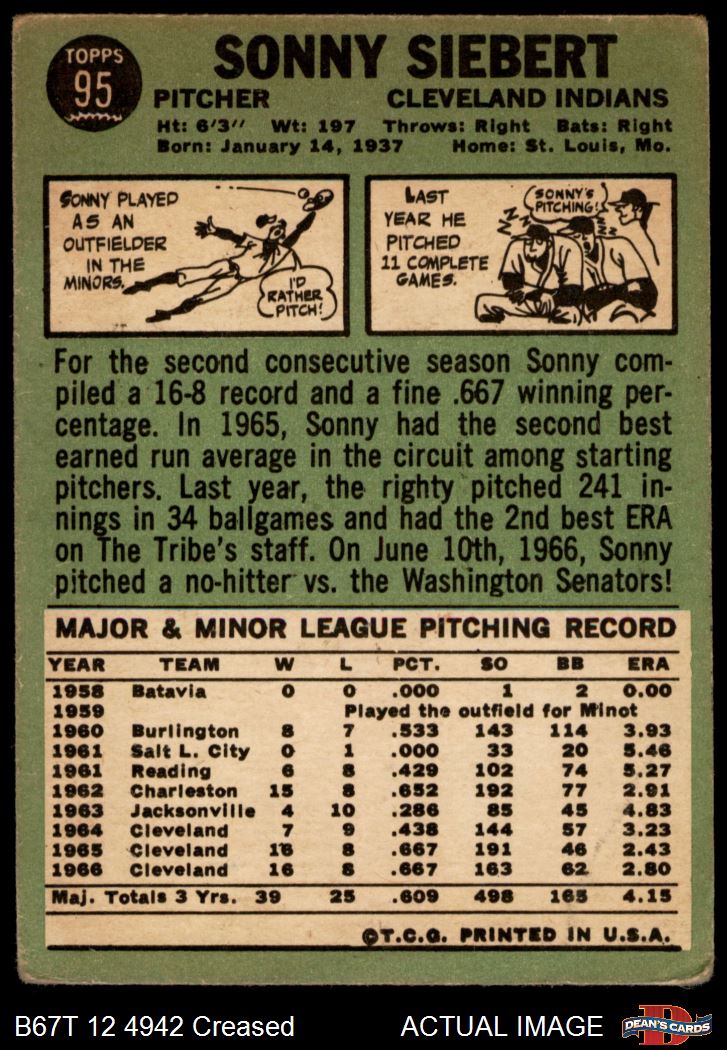 TOPPS
95
SONNY SIEBERT
PITCHER CLEVELAND INDIANS
Ht: 6'3" Wt: 197 Throws: Right Bats: Right
Born: January 14, 1937 Home: St. Louis, Mo.
SONNY PLAYED
AS AN
OUTFIELDER
IN THE
MINORS.
I'D
RATHER
PITCH!
LAST
YEAR HE
PITCHED
11 COMPLETE
GAMES.
SONNY'S
PITCHING!
Z Z Z
Z Z Z
For the second consecutive season Sonny com-
piled a 16-8 record and a fine .667 winning per-
centage. In 1965, Sonny had the second best
earned run average in the circuit among starting
pitchers. Last year, the righty pitched 241 in-
nings in 34 ballgames and had the 2nd best ERA
on The Tribe's staff. On June 10th, 1966, Sonny
pitched a no-hitter vs. the Washington Senators!
MAJOR & MINOR LEAGUE PITCHING RECORD
YEAR TEAM W L PCT. SO BB ERA
1958 Batavia 0 0 .000 1 2 0.00
1959 Played the outfield for Minot
1960 Burlington 8 7 .533 143 114 3.93
1961 Salt L. City 0 1 .000 33 20 5.46
1961 Reading 6 8 .429 102 74 5.27
1962 Charleston 15 8 .652 192 77 2.91
1963 Jacksonville 4 10 .286 85 45 4.83
1964 Cleveland 7 9 .438 144 57 3.23
1965 Cleveland 16 8 .667 191 46 2.43
1966 Cleveland 16 8 .667 163 62 2.80
Maj. Totals 3 Yrs. 39 25 .609 498 165 4.15
©T.C.G. PRINTED IN U.S.A.
B67T 12 4942 Creased ACTUAL IMAGE
D
DEAN'S CARDS